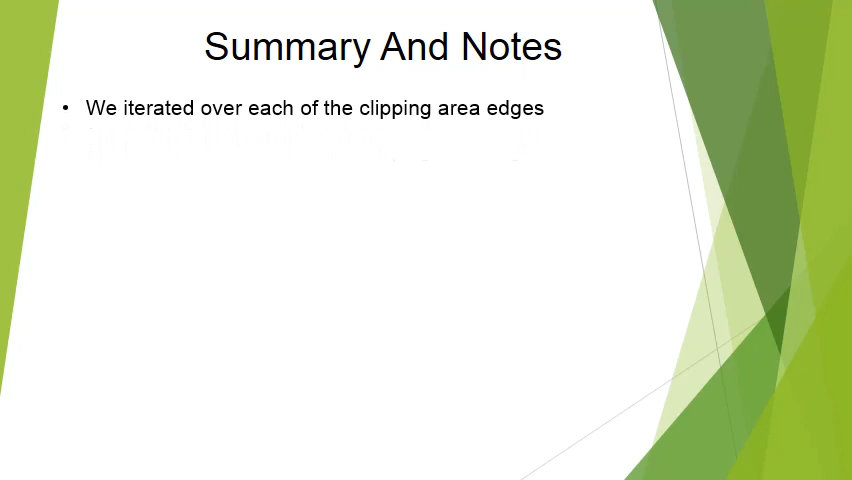 Summary And Notes
• We iterated over each of the clipping area edges